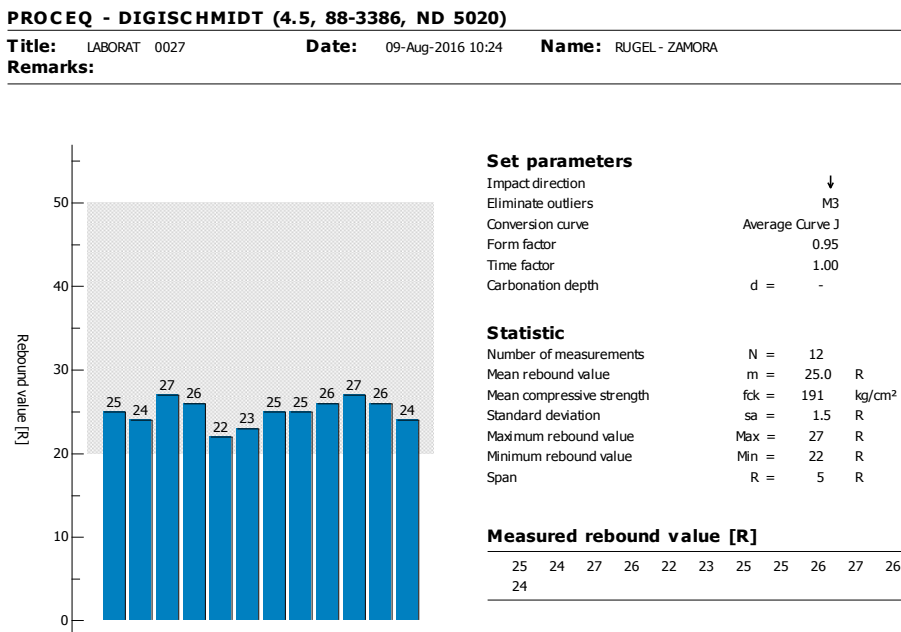 PROCEQ - DIGISCHMIDT (4.5, 88-3386, ND 5020)
Title: LABORAT 0027 Date: 09-Aug-2016 10:24 Name: RUGEL - ZAMORA
Remarks:
Rebound value [R]
50
40
30
20
10
0
25 24 27 26 22 23 25 25 26 27 26 24
Set parameters
Impact direction ↓
Eliminate outliers M3
Conversion curve Average Curve J
Form factor 0.95
Time factor 1.00
Carbonation depth d = -
Statistic
Number of measurements N = 12
Mean rebound value m = 25.0 R
Mean compressive strength fck = 191 kg/cm²
Standard deviation sa = 1.5 R
Maximum rebound value Max = 27 R
Minimum rebound value Min = 22 R
Span R = 5 R
Measured rebound value [R]
25 24 27 26 22 23 25 25 26 27 26
24